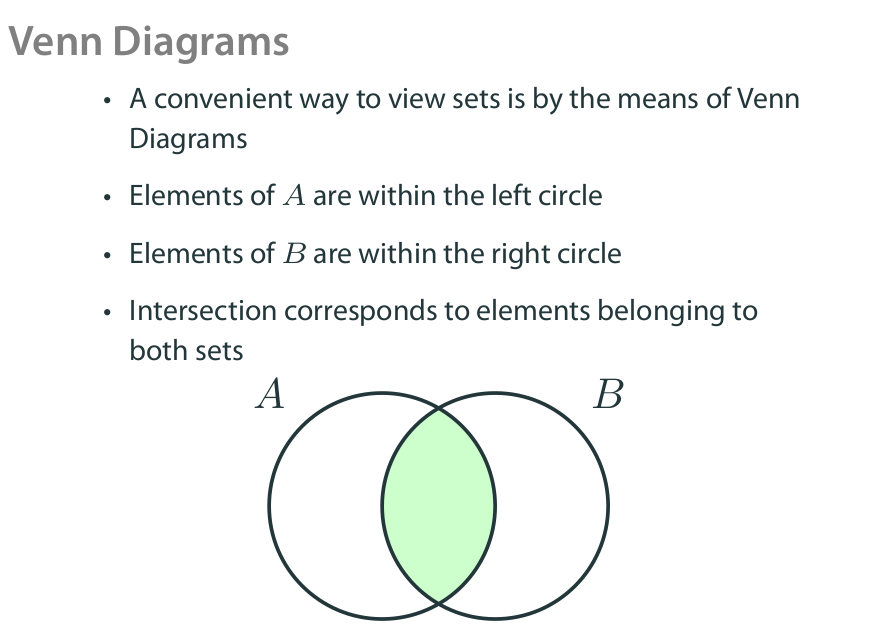 Venn Diagrams
• A convenient way to view sets is by the means of Venn
Diagrams
• Elements of A are within the left circle
• Elements of B are within the right circle
• Intersection corresponds to elements belonging to
both sets
A
B